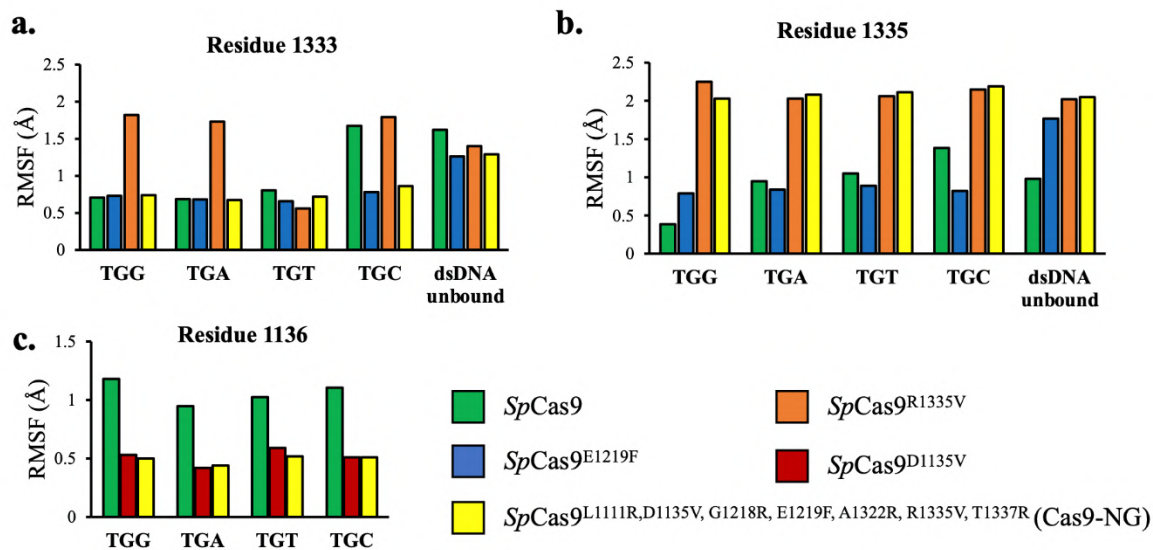 a.
Residue 1333
RMSF (Å)
2.5
2
1.5
1
0.5
0
TGG TGA TGT TGC dsDNA
unbound
b.
Residue 1335
RMSF (Å)
2.5
2
1.5
1
0.5
0
TGG TGA TGT TGC dsDNA
unbound
c.
Residue 1136
RMSF (Å)
1.5
1
0.5
0
TGG TGA TGT TGC
SpCas9
SpCas9R1335V
SpCas9E1219F
SpCas9D1135V
SpCas9L1111R,D1135V, G1218R, E1219F, A1322R, R1335V, T1337R (Cas9-NG)